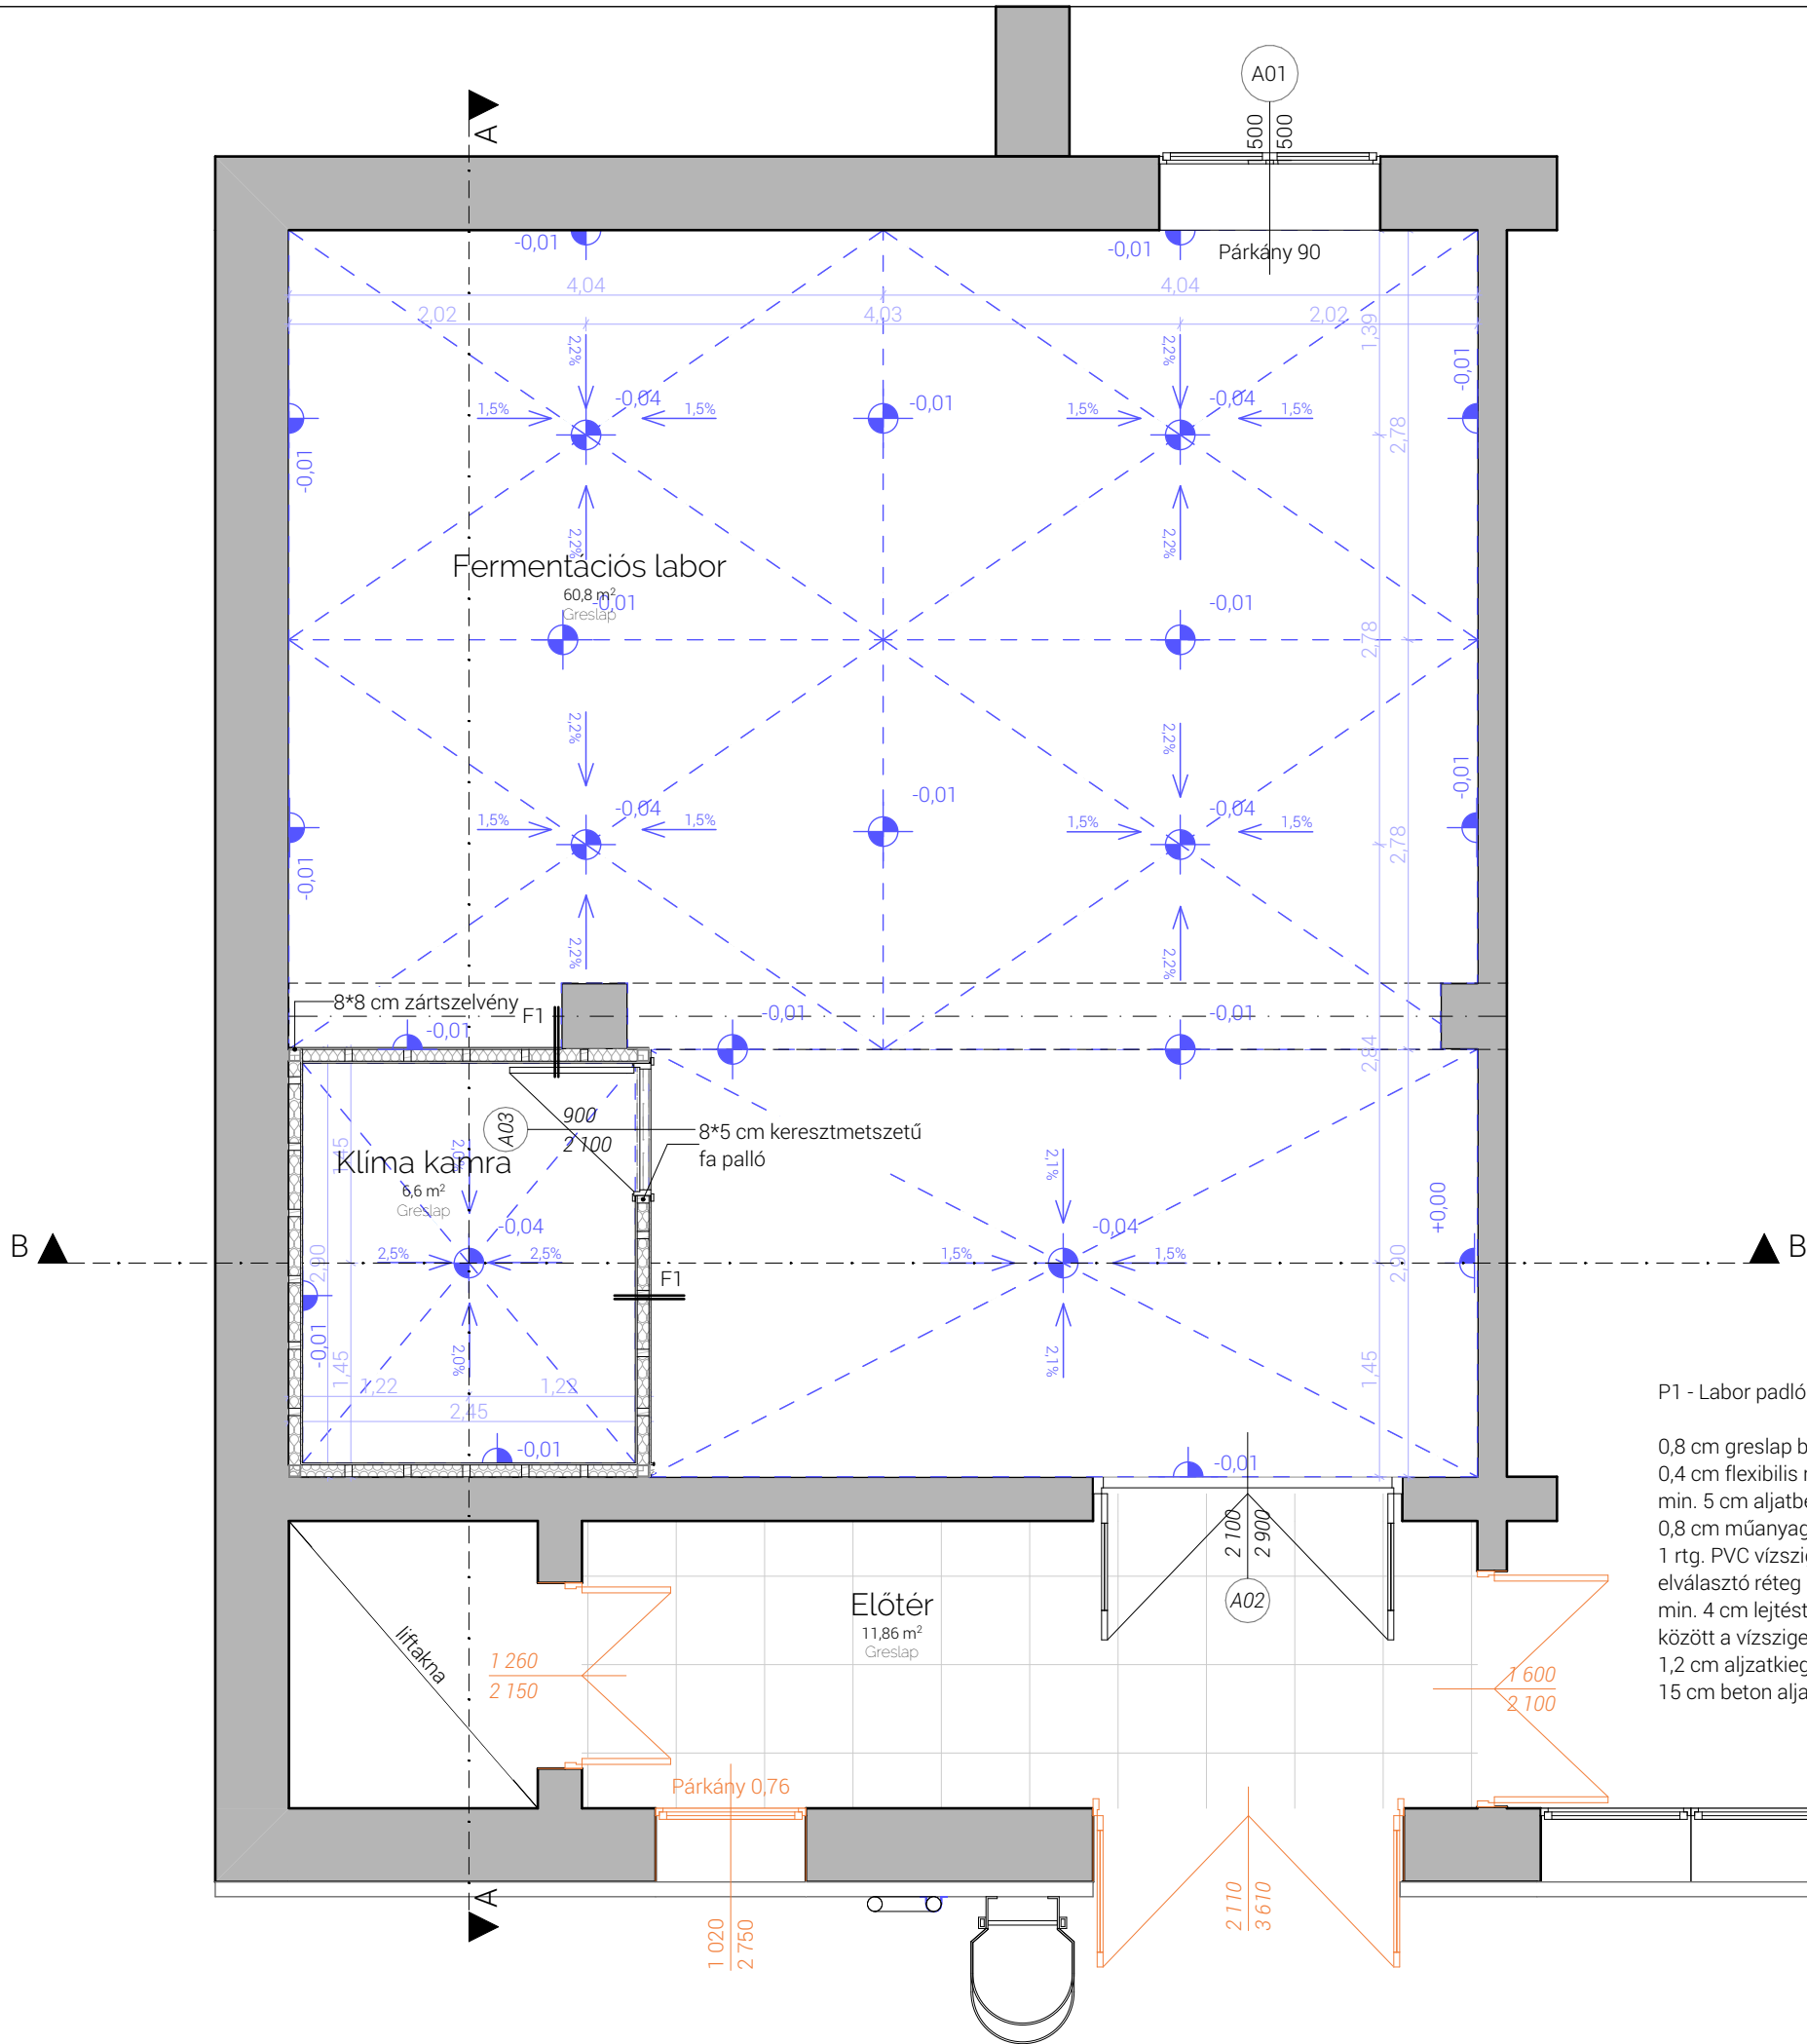 A01
500
500
A
-0,01
-0,01
Párkány 90
4,04
4,04
2,02
4,03
2,02
1,39
2,2%
2,2%
-0,01
-0,04
-0,01
-0,04
1,5%
1,5%
1,5%
1,5%
2,78
-0,01
2,2%
2,2%
Fermentációs labor
60,8 m²
-0,01
Greslap
-0,01
2,78
2,2%
2,2%
-0,01
-0,01
-0,04
-0,04
1,5%
1,5%
1,5%
1,5%
2,78
-0,01
2,2%
2,2%
8*8 cm zártszelvény
F1
-0,01
-0,01
-0,01
2,84
A03
900
2 100
8*5 cm keresztmetszetű
fa palló
1,45
2,0%
Klíma kamra
6,6 m²
Greslap
2,1%
+0,00
-0,04
-0,04
B
2,5%
2,5%
1,5%
1,5%
B
2,90
2,90
F1
-0,01
1,45
2,0%
2,1%
1,45
1,22
1,22
2,45
-0,01
-0,01
P1 - Labor padló
0,8 cm greslap b
0,4 cm flexibilis
min. 5 cm aljatbe
0,8 cm műanyag
1 rtg. PVC vízszig
elválasztó réteg
min. 4 cm lejtést
között a vízszige
1,2 cm aljzatkieg
15 cm beton alja
2 100
2 900
A02
Előtér
11,86 m²
Greslap
liftakna
1 260
2 150
1 600
2 100
Párkány 0,76
A
1 020
2 750
2 110
3 610